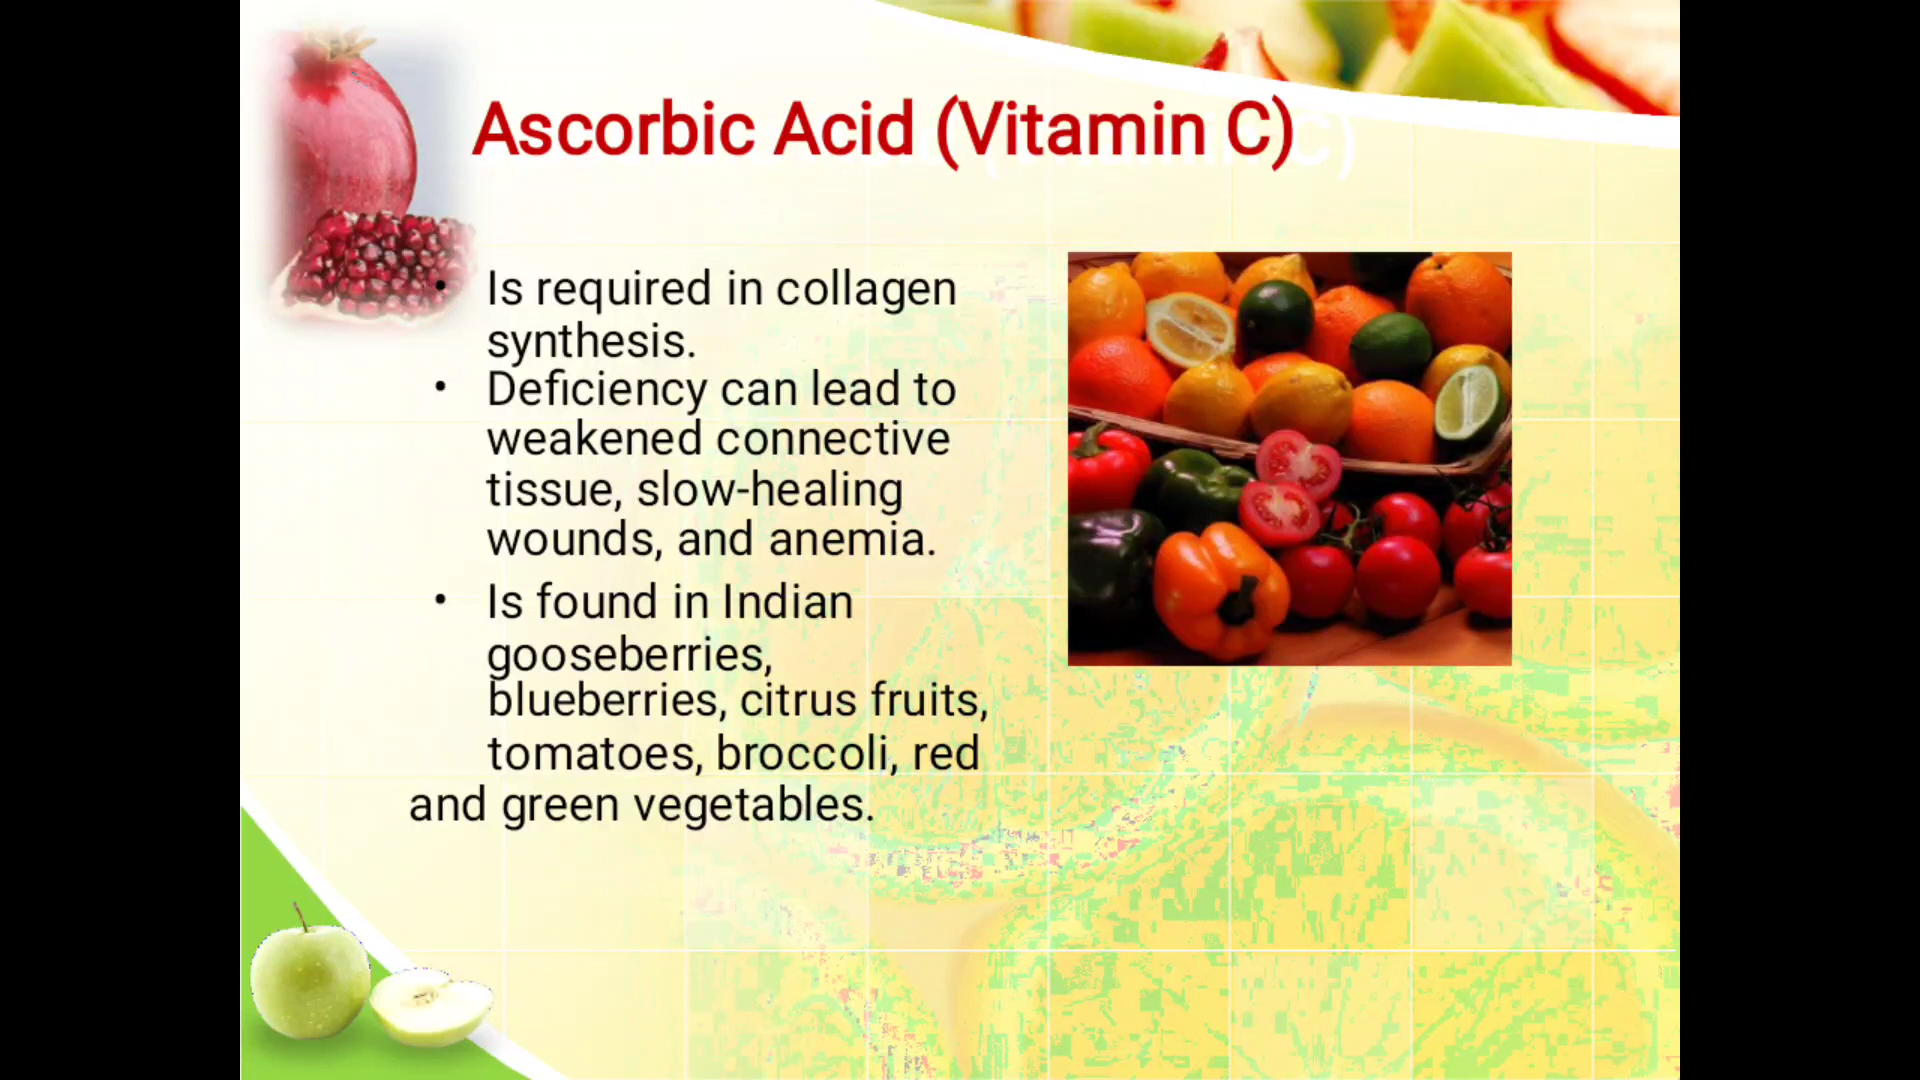 Ascorbic Acid (Vitamin C)
• Is required in collagen
synthesis.
• Deficiency can lead to
weakened connective
tissue, slow-healing
wounds, and anemia.
• Is found in Indian
gooseberries,
blueberries, citrus fruits,
tomatoes, broccoli, red
and green vegetables.